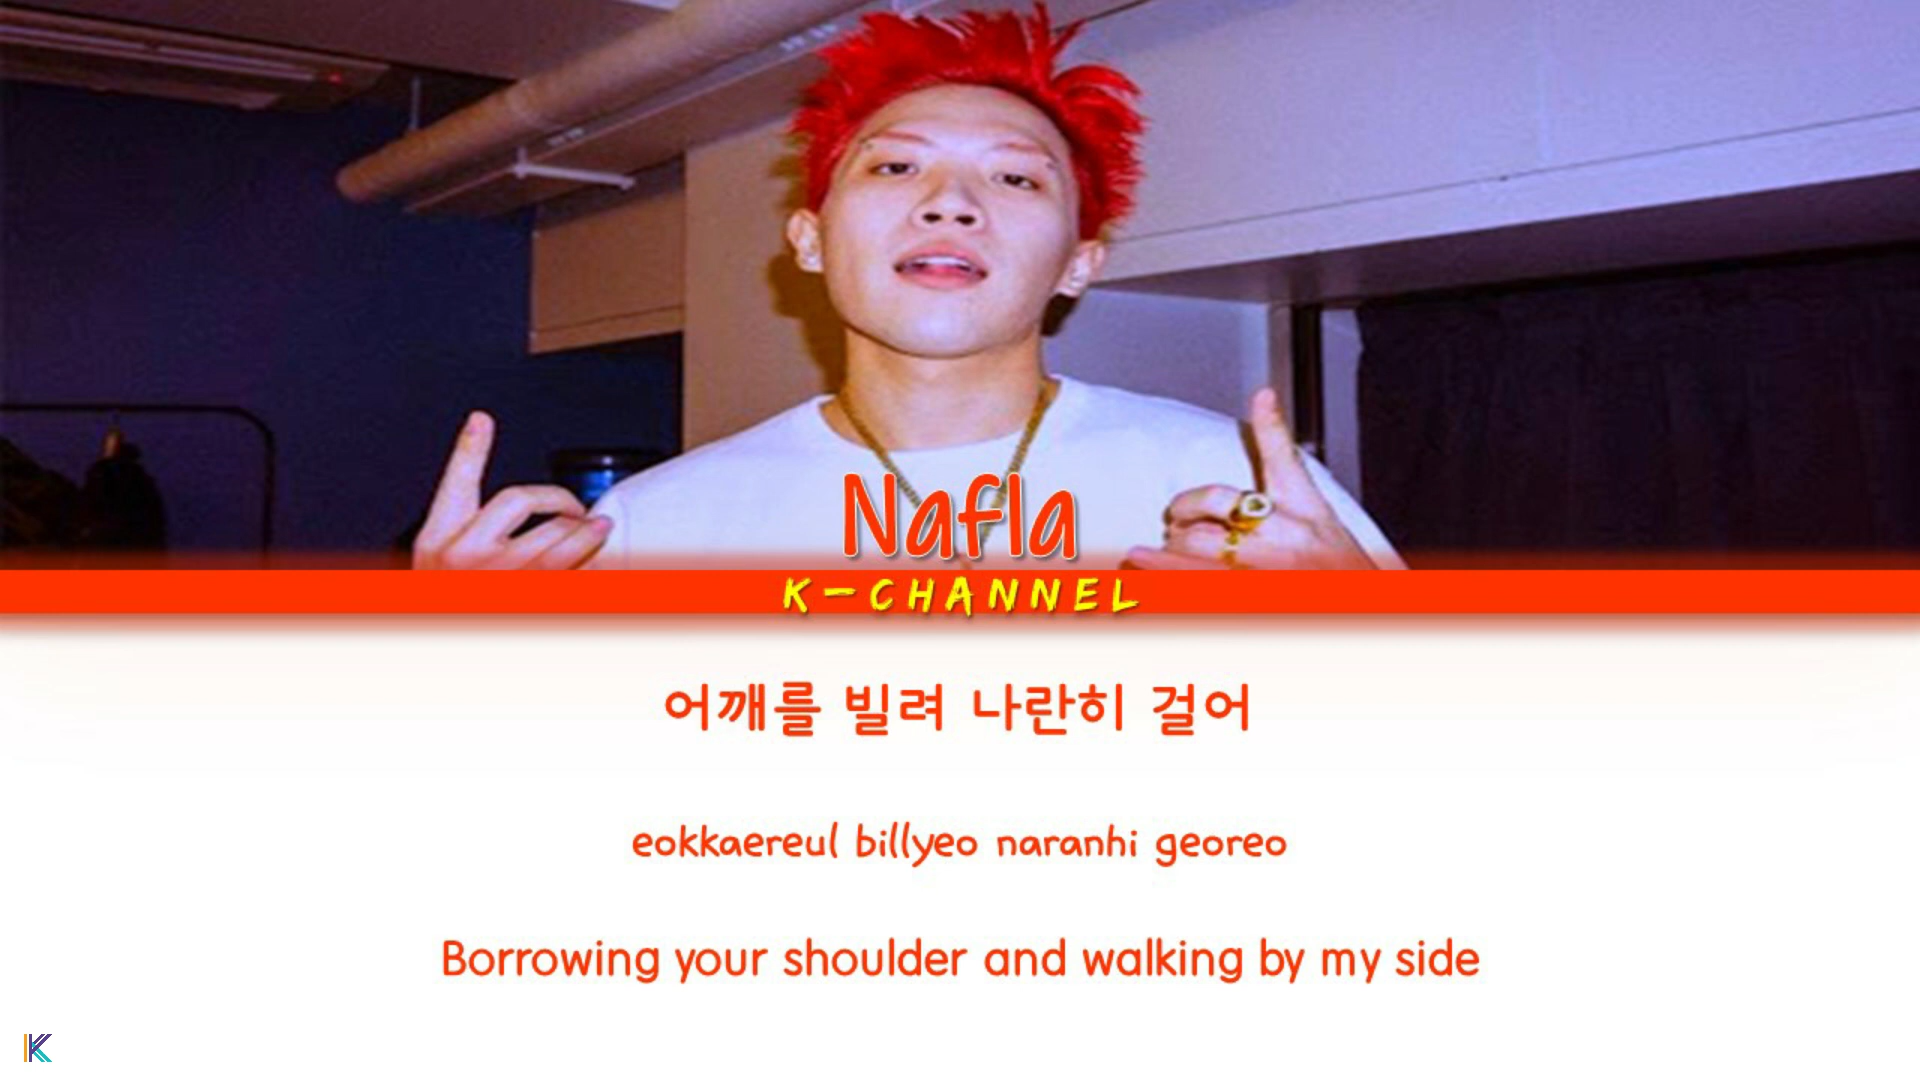 Nafla
K-CHANNEL
어깨를 빌려 나란히 걸어
eokkaereul billyeo naranhi georeo
Borrowing your shoulder and walking by my side
K